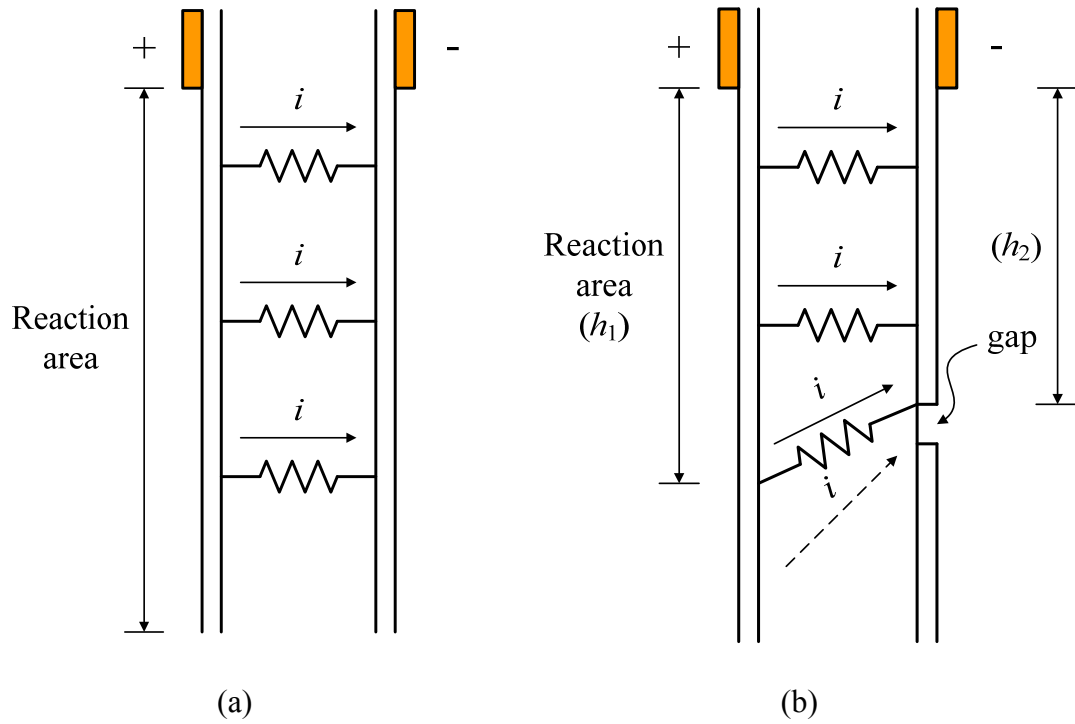 +
-
i
i
i
Reaction
area
(a)
+
-
i
i
i
i
Reaction
area
(h₁)
(h₂)
gap
(b)